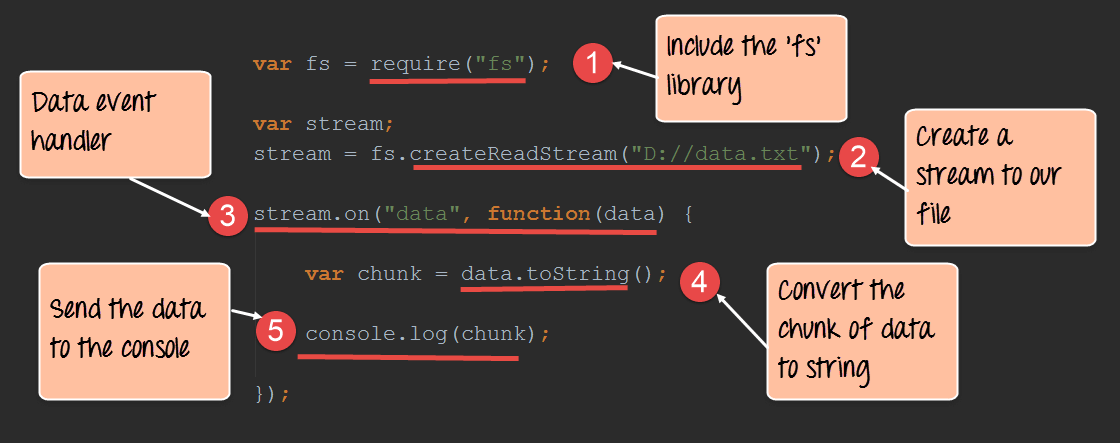 var fs = require("fs");
1
Include the 'fs'
library
Data event
handler
var stream;
stream = fs.createReadStream("D://data.txt");
2
Create a
stream to our
file
3
stream.on("data", function(data) {
var chunk = data.toString();
4
Convert the
chunk of data
to string
Send the data
to the console
5
console.log(chunk);
});